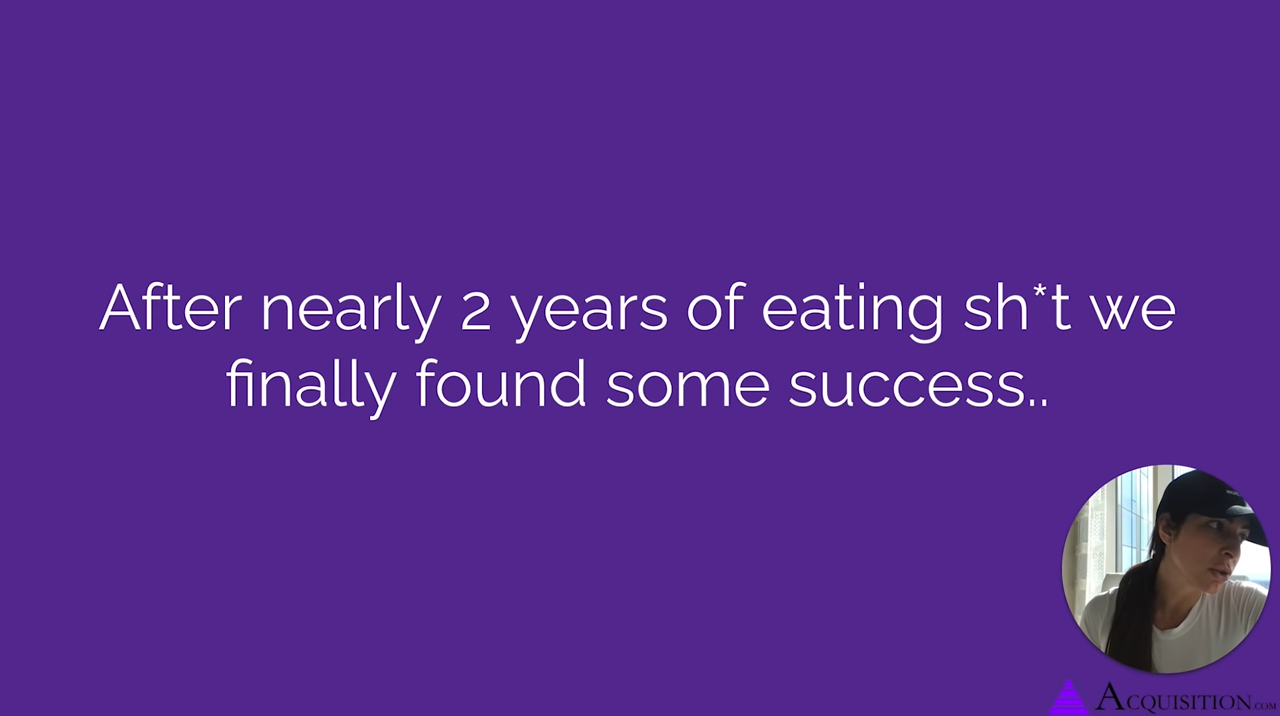 After nearly 2 years of eating sh*t we
finally found some success..
ACQUISITION.COM